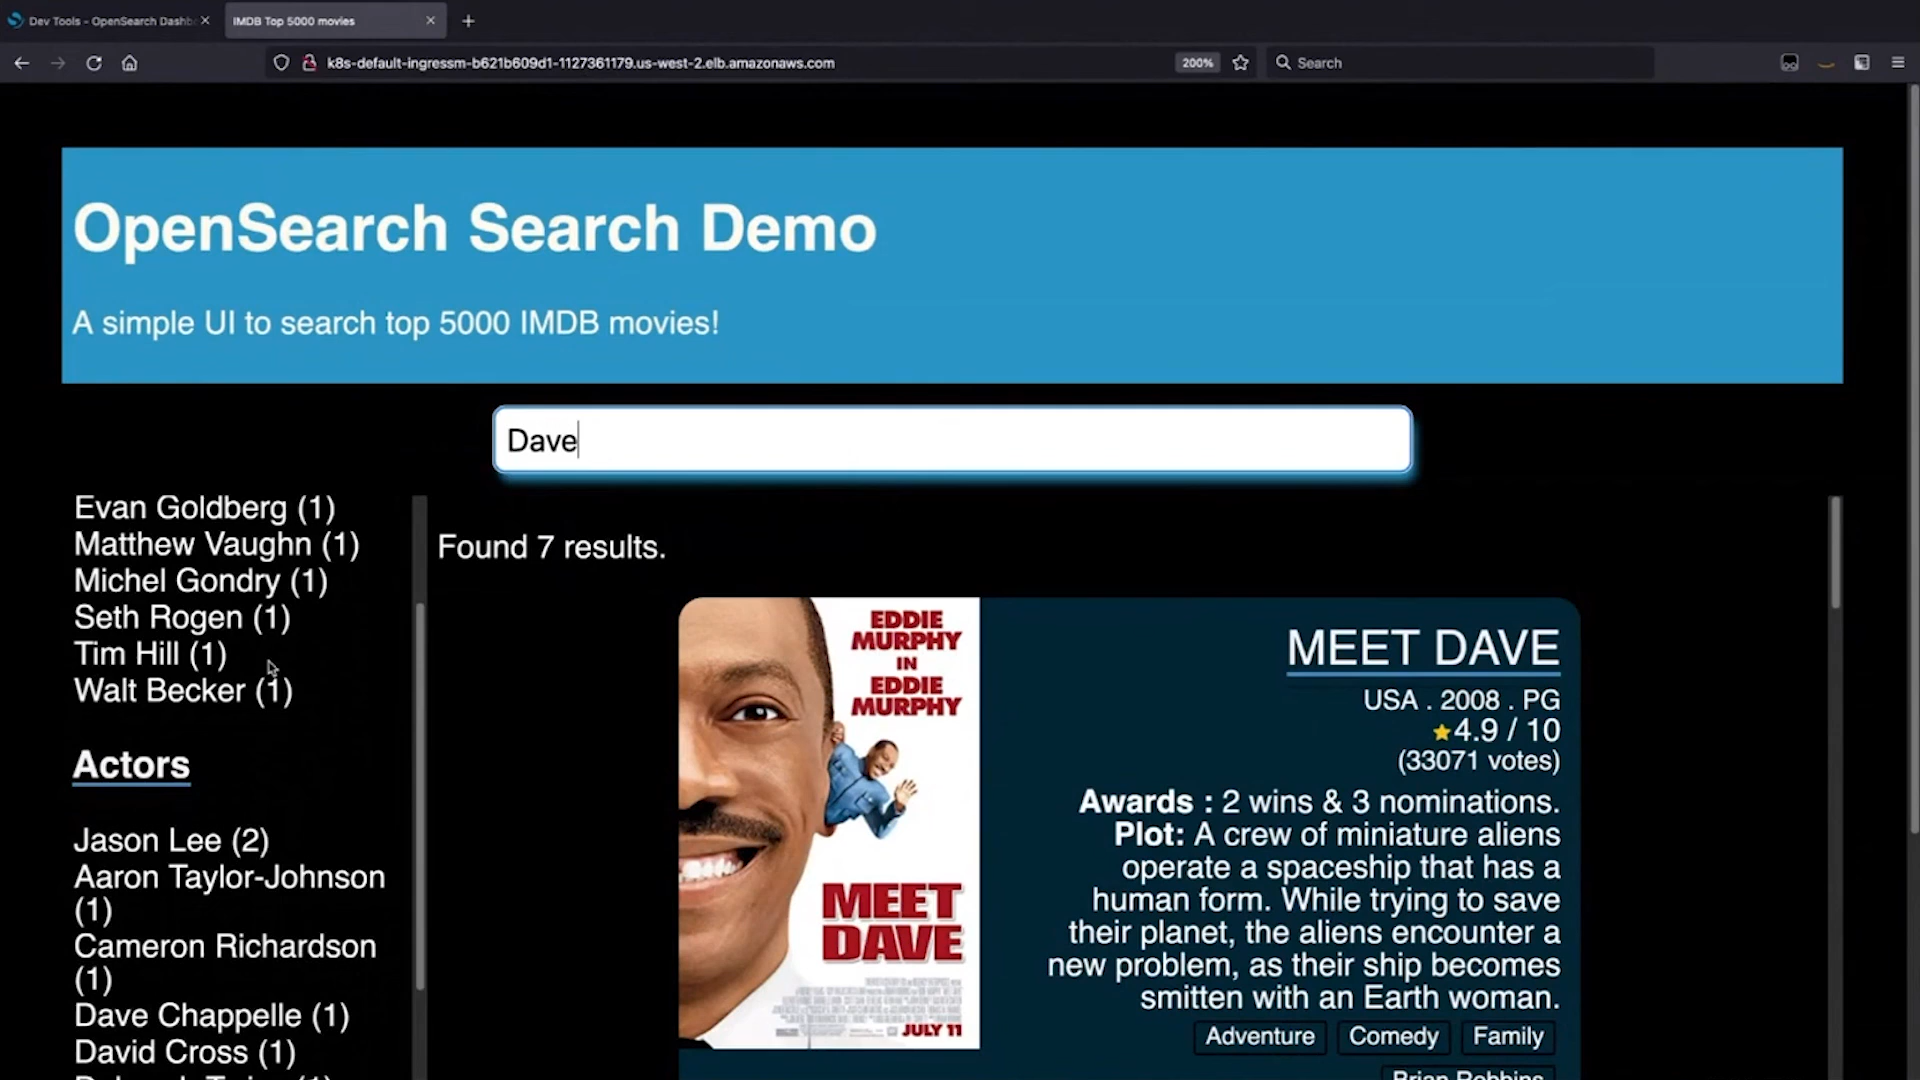 Dev Tools - OpenSearch Dashb
IMDB Top 5000 movies
k8s-default-ingressm-b621b609d1-1127361179.us-west-2.elb.amazonaws.com
200%
Search
OpenSearch Search Demo
A simple UI to search top 5000 IMDB movies!
Dave
Evan Goldberg (1)
Matthew Vaughn (1)
Michel Gondry (1)
Seth Rogen (1)
Tim Hill (1)
Walt Becker (1)
Actors
Jason Lee (2)
Aaron Taylor-Johnson
(1)
Cameron Richardson
(1)
Dave Chappelle (1)
David Cross (1)
Found 7 results.
EDDIE
MURPHY
IN
EDDIE
MURPHY
MEET
DAVE
JULY 11
MEET DAVE
USA . 2008 . PG
4.9 / 10
(33071 votes)
Awards : 2 wins & 3 nominations.
Plot: A crew of miniature aliens
operate a spaceship that has a
human form. While trying to save
their planet, the aliens encounter a
new problem, as their ship becomes
smitten with an Earth woman.
Adventure
Comedy
Family
Brian Robbins